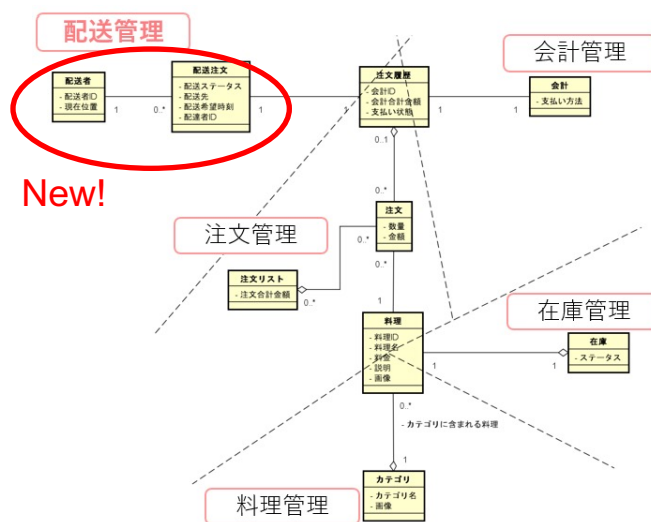 配送管理
配送者
- 配送者ID
- 現在位置
1
0..*
配送注文
- 配送ステータス
- 配送先
- 配送希望時刻
- 配達者ID
1
1
注文履歴
- 会計ID
- 会計合計金額
- 支払い状態
1
1
会計管理
会計
- 支払い方法
New!
0..1
0..*
注文管理
注文
- 数量
- 金額
0..*
0..*
注文リスト
- 注文合計金額
0..*
1
料理
- 料理ID
- 料理名
- 料金
- 説明
- 画像
1
1
在庫管理
在庫
- ステータス
0..*
- カテゴリに含まれる料理
1
カテゴリ
- カテゴリ名
- 画像
料理管理